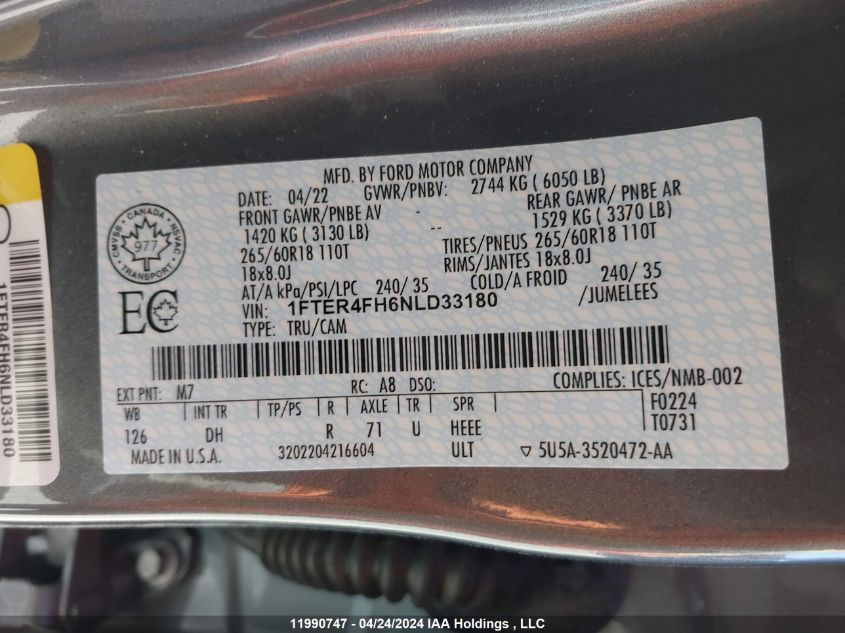 MFD. BY FORD MOTOR COMPANY
DATE: 04/22 GVWR/PNBV: 2744 KG ( 6050 LB)
FRONT GAWR/PNBE AV - REAR GAWR/ PNBE AR
1420 KG ( 3130 LB) -- 1529 KG ( 3370 LB)
265/60R18 110T TIRES/PNEUS 265/60R18 110T
18x8.0J RIMS/JANTES 18x8.0J
AT/A kPa/PSI/LPC 240/ 35 COLD/A FROID 240/ 35
VIN: 1FTER4FH6NLD33180 /JUMELEES
TYPE: TRU/CAM
CANADA
CMVSS
NSVAC
977
TRANSPORT
EC
EXT PNT: M7 RC: A8 DSO: COMPLIES: ICES/NMB-002
WB INT TR TP/PS R AXLE TR SPR F0224
126 DH R 71 U HEEE T0731
MADE IN U.S.A. 3202204216604 ULT ▽ 5U5A-3520472-AA
1FTER4FH6NLD33180
11990747 - 04/24/2024 IAA Holdings , LLC